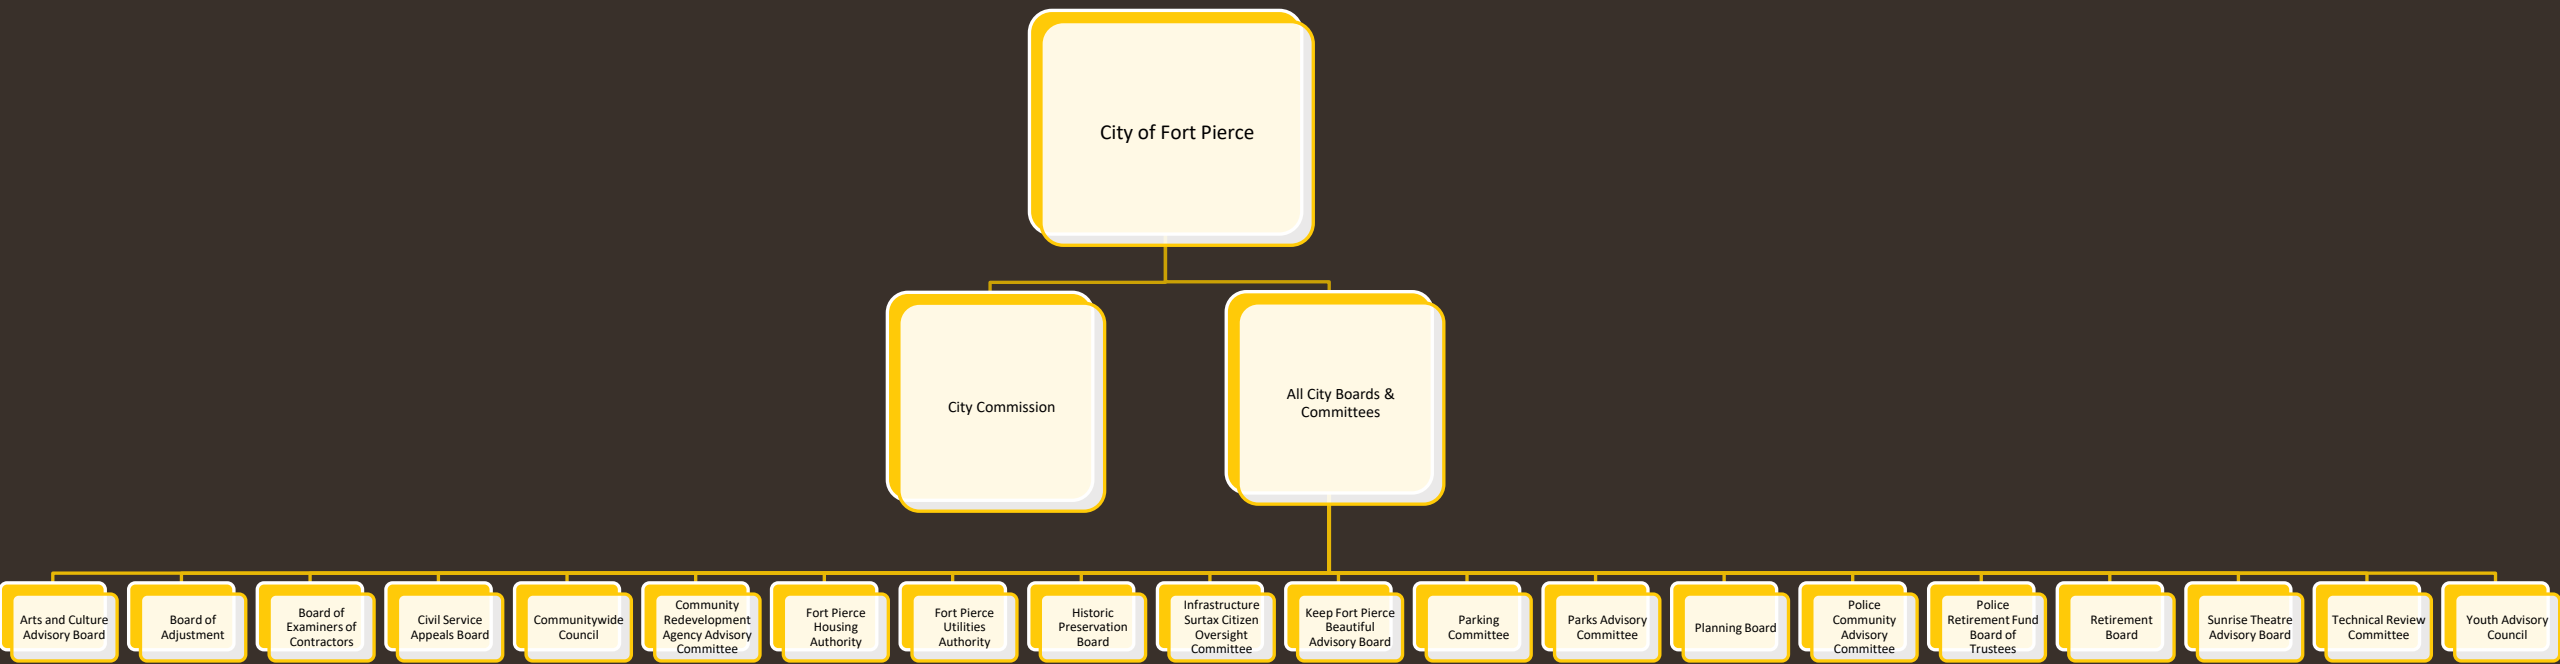 City of Fort Pierce
City Commission
All City Boards &
Committees
Arts and Culture
Advisory Board
Board of
Adjustment
Board of
Examiners of
Contractors
Civil Service
Appeals Board
Communitywide
Council
Community
Redevelopment
Agency Advisory
Committee
Fort Pierce
Housing
Authority
Fort Pierce
Utilities
Authority
Historic
Preservation
Board
Infrastructure
Surtax Citizen
Oversight
Committee
Keep Fort Pierce
Beautiful
Advisory Board
Parking
Committee
Parks Advisory
Committee
Planning Board
Police
Community
Advisory
Committee
Police
Retirement Fund
Board of
Trustees
Retirement
Board
Sunrise Theatre
Advisory Board
Technical Review
Committee
Youth Advisory
Council